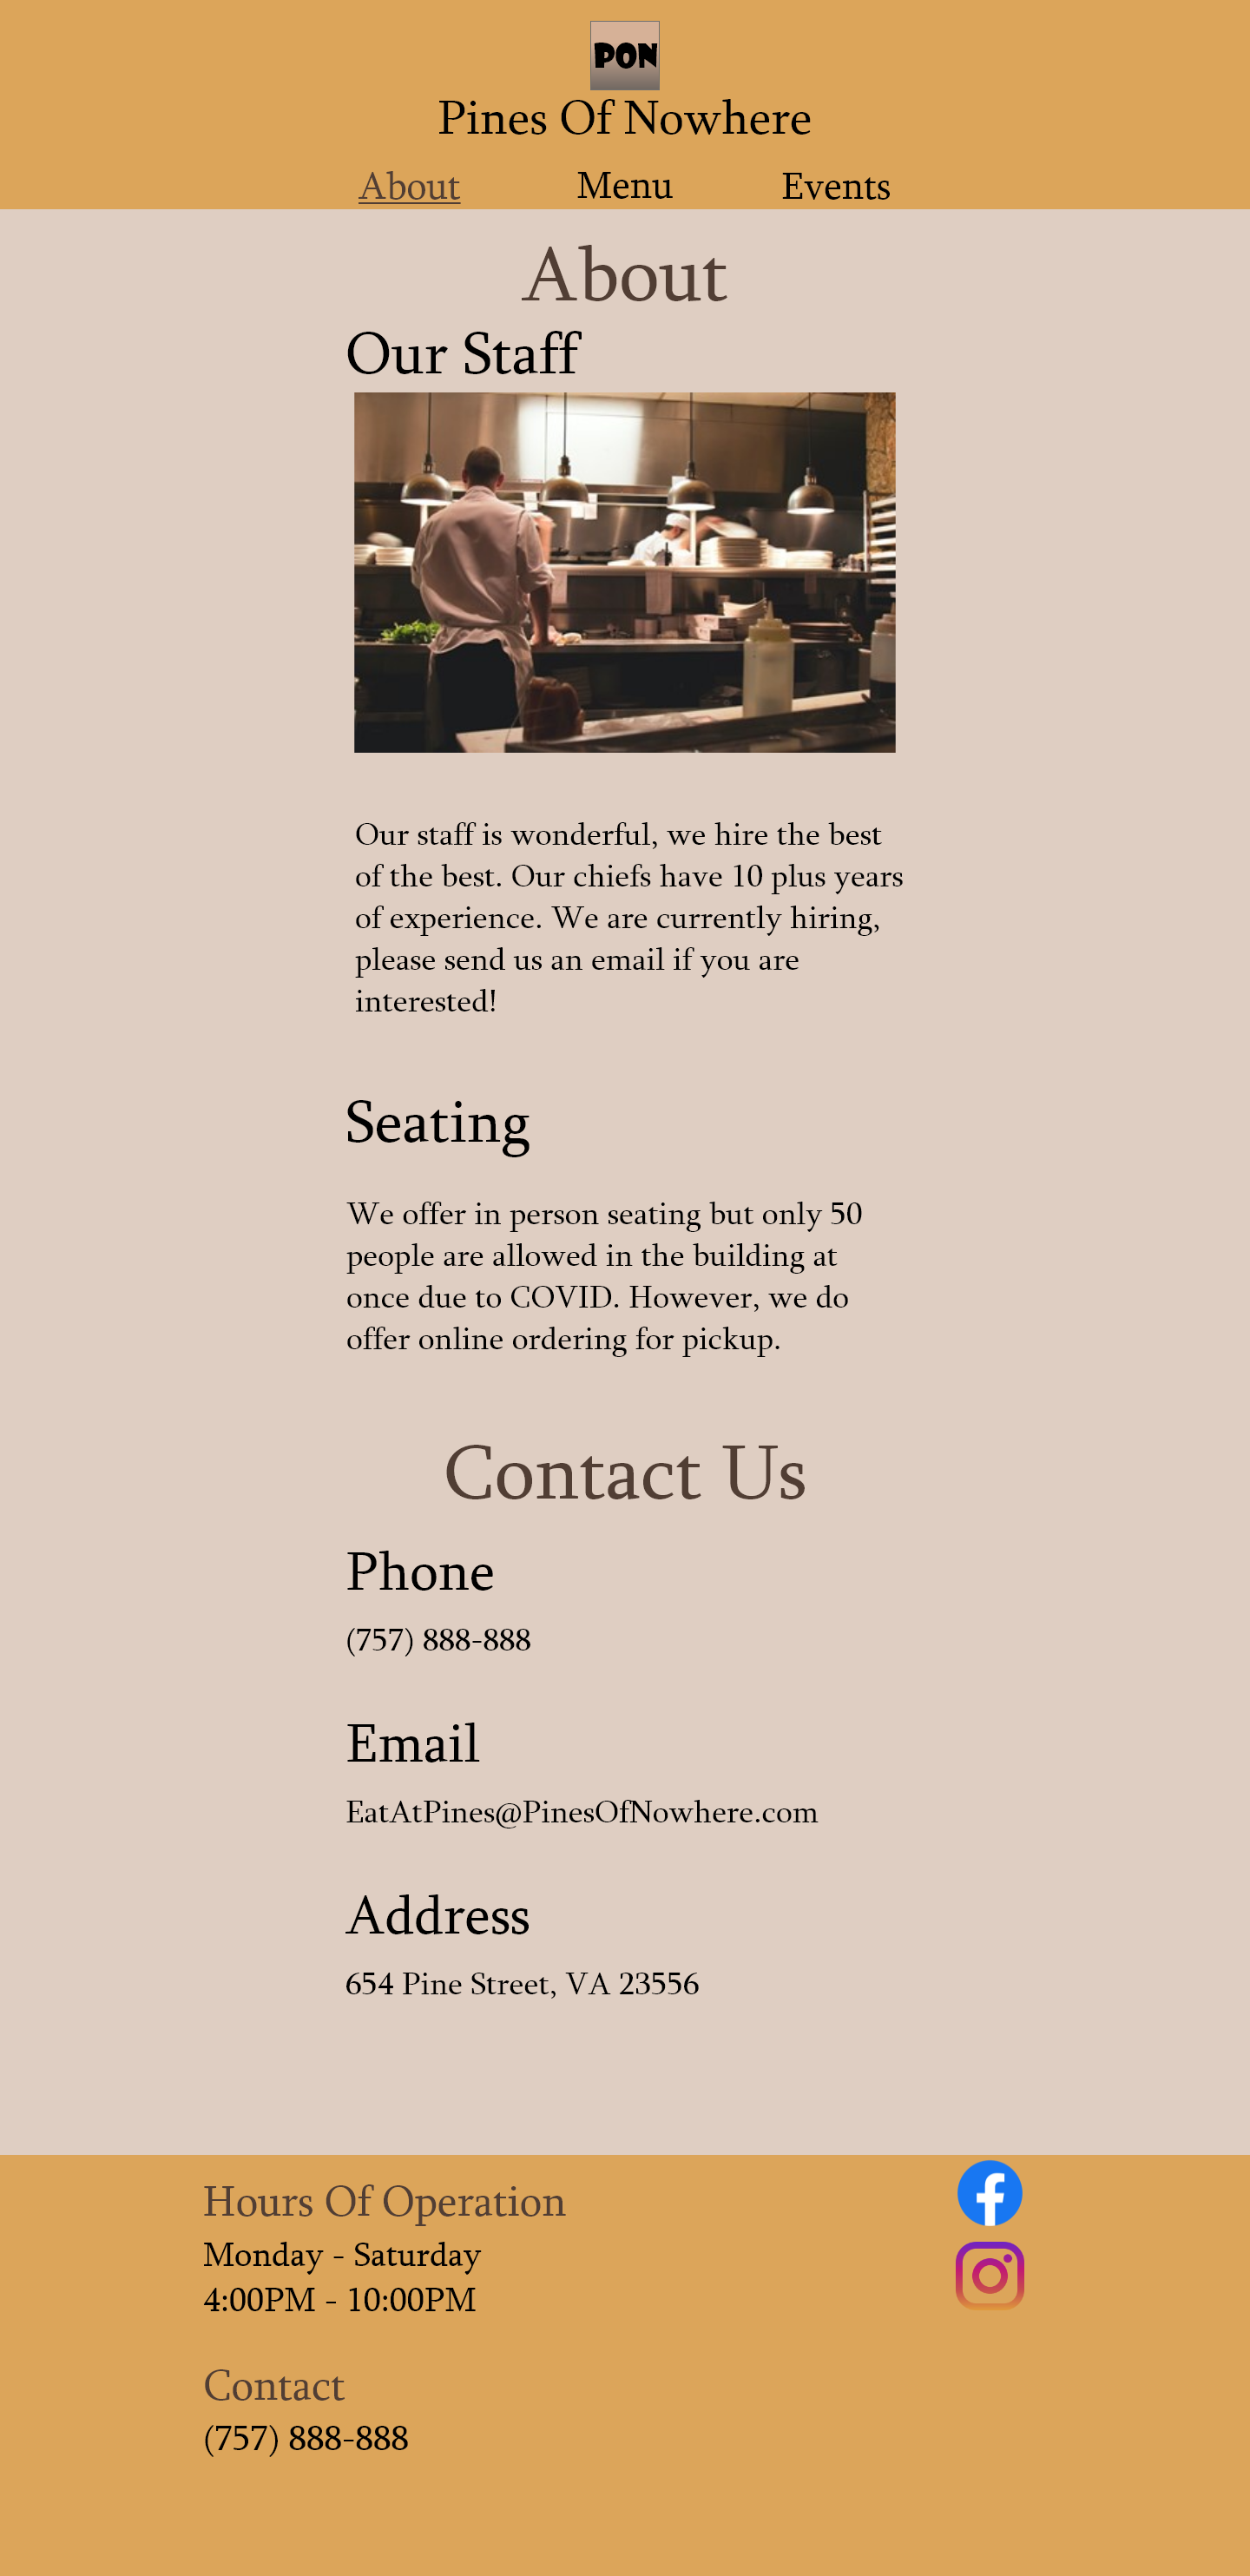 PON
Pines Of Nowhere
About Menu Events
About
Our Staff
Our staff is wonderful, we hire the best
of the best. Our chiefs have 10 plus years
of experience. We are currently hiring,
please send us an email if you are
interested!
Seating
We offer in person seating but only 50
people are allowed in the building at
once due to COVID. However, we do
offer online ordering for pickup.
Contact Us
Phone
(757) 888-888
Email
EatAtPines@PinesOfNowhere.com
Address
654 Pine Street, VA 23556
Hours Of Operation
Monday - Saturday
4:00PM - 10:00PM
Contact
(757) 888-888